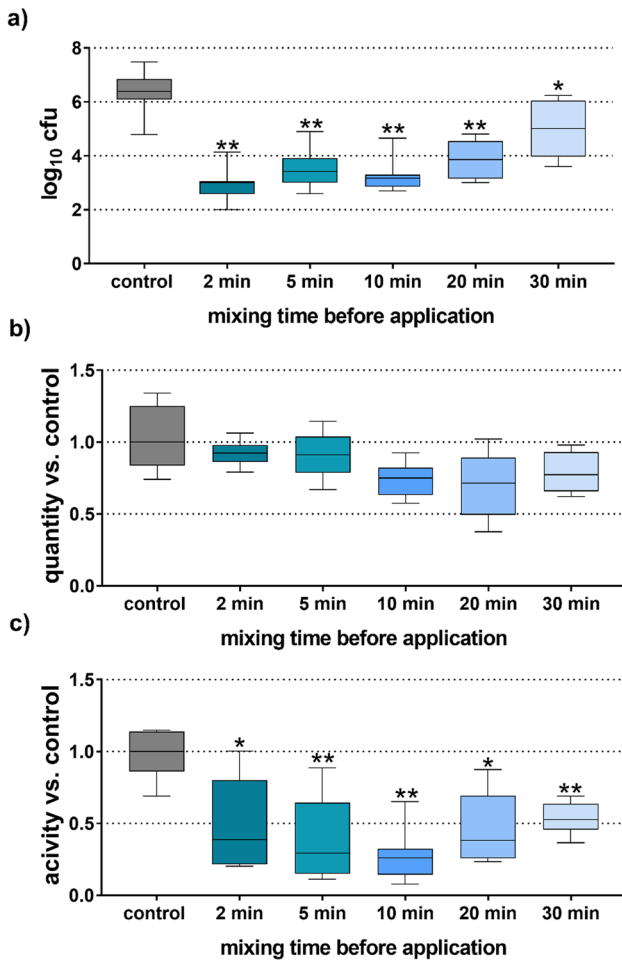 a)
log10 cfu
8
6
4
2
0
**
**
**
**
*
control 2 min 5 min 10 min 20 min 30 min
mixing time before application
b)
quantity vs. control
1.5
1.0
0.5
0.0
control 2 min 5 min 10 min 20 min 30 min
mixing time before application
c)
acivity vs. control
1.5
1.0
0.5
0.0
*
**
**
*
**
control 2 min 5 min 10 min 20 min 30 min
mixing time before application